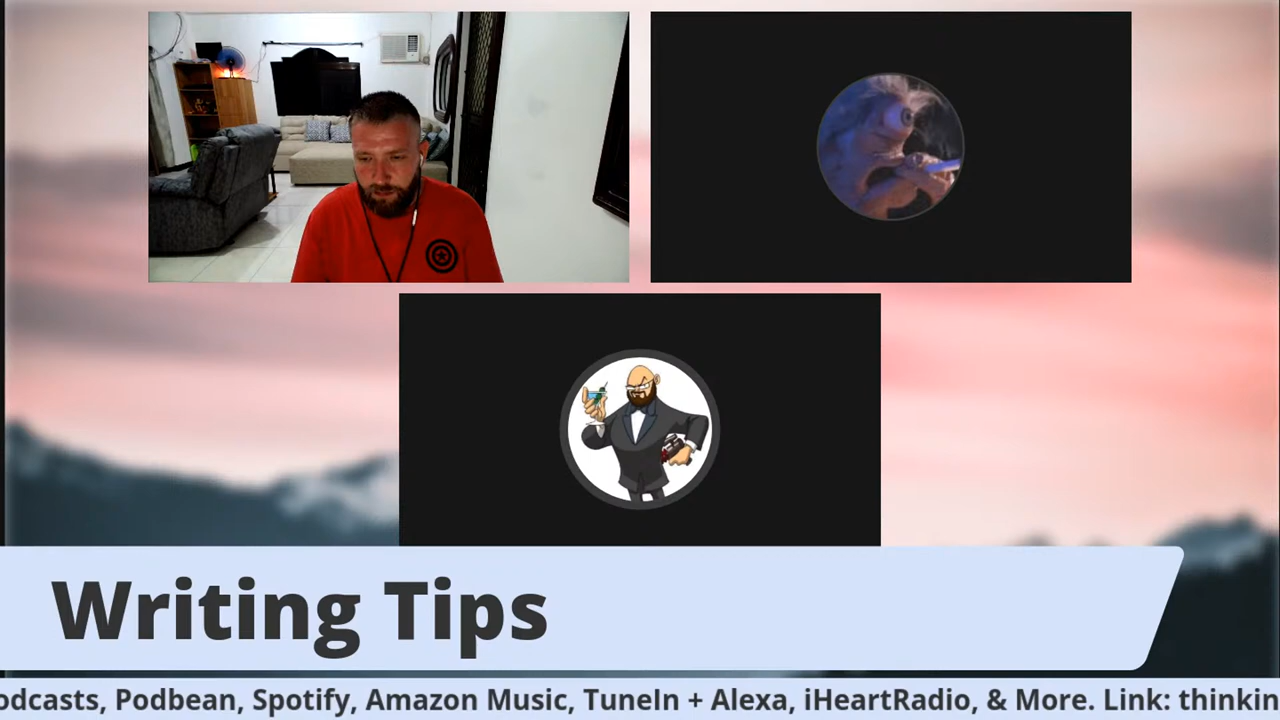 Writing Tips
odcasts, Podbean, Spotify, Amazon Music, TuneIn + Alexa, iHeartRadio, & More. Link: thinkin